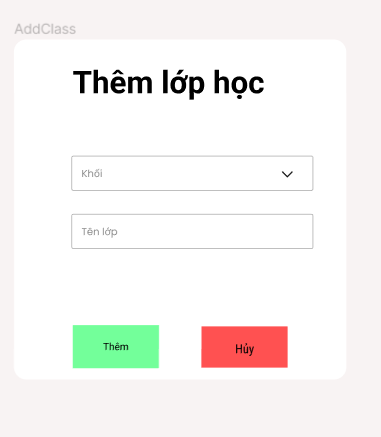 AddClass
Thêm lớp học
Khối
Tên lớp
Thêm
Hủy